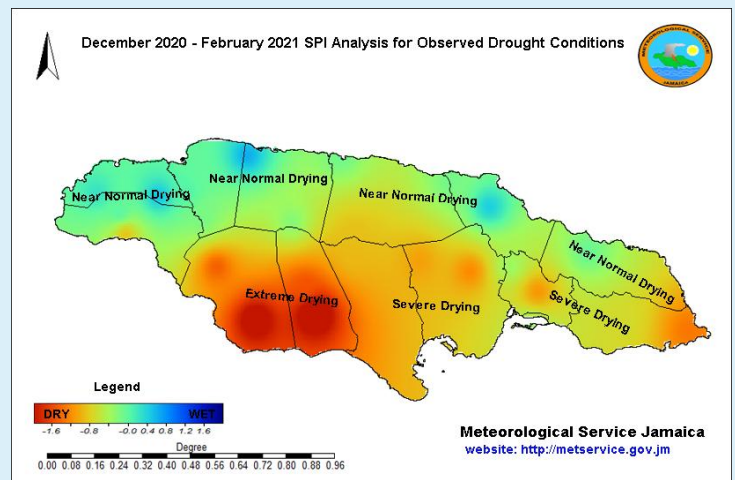 December 2020 - February 2021 SPI Analysis for Observed Drought Conditions
METEOROLOGICAL SERVICE
JAMAICA
Near Normal Drying
Near Normal Drying
Near Normal Drying
Near Normal Drying
Extreme Drying
Severe Drying
Severe Drying
Legend
DRY WET
-1.6 -0.8 -0.0 0.4 0.8 1.2 1.6
Degree
0.00 0.08 0.16 0.24 0.32 0.40 0.48 0.56 0.64 0.72 0.80 0.88 0.96
Meteorological Service Jamaica
website: http://metservice.gov.jm